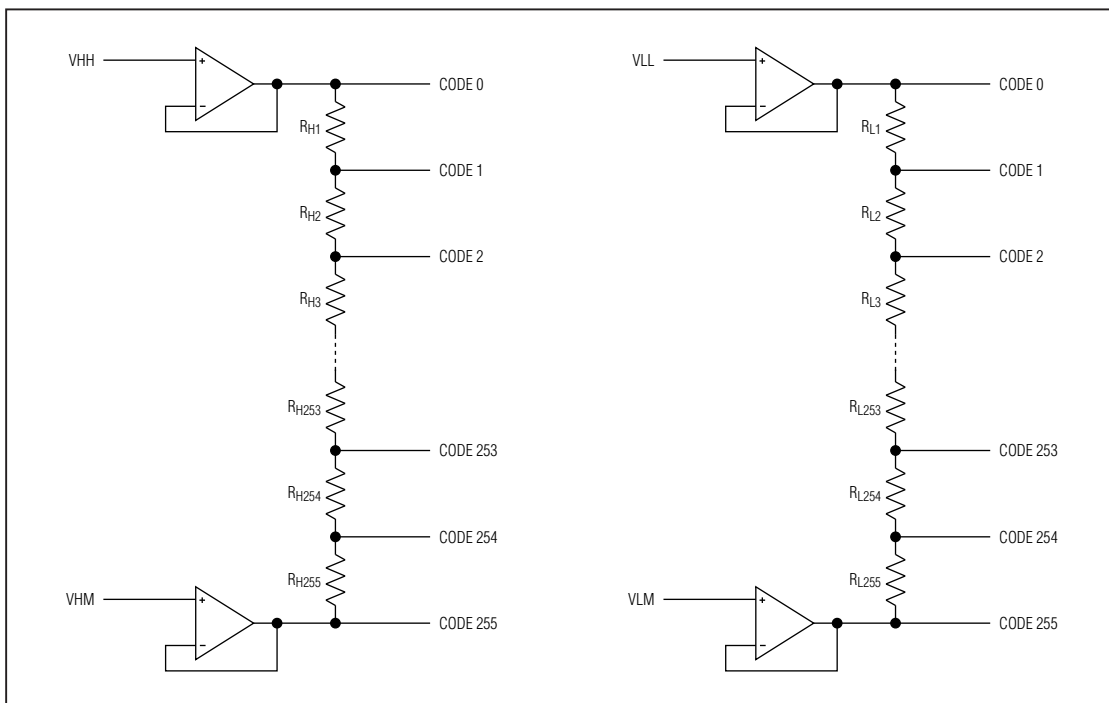 VHH
+
-
CODE 0
RH1
CODE 1
RH2
CODE 2
RH3
RH253
CODE 253
RH254
CODE 254
RH255
VHM
+
-
CODE 255
VLL
+
-
CODE 0
RL1
CODE 1
RL2
CODE 2
RL3
RL253
CODE 253
RL254
CODE 254
RL255
VLM
+
-
CODE 255